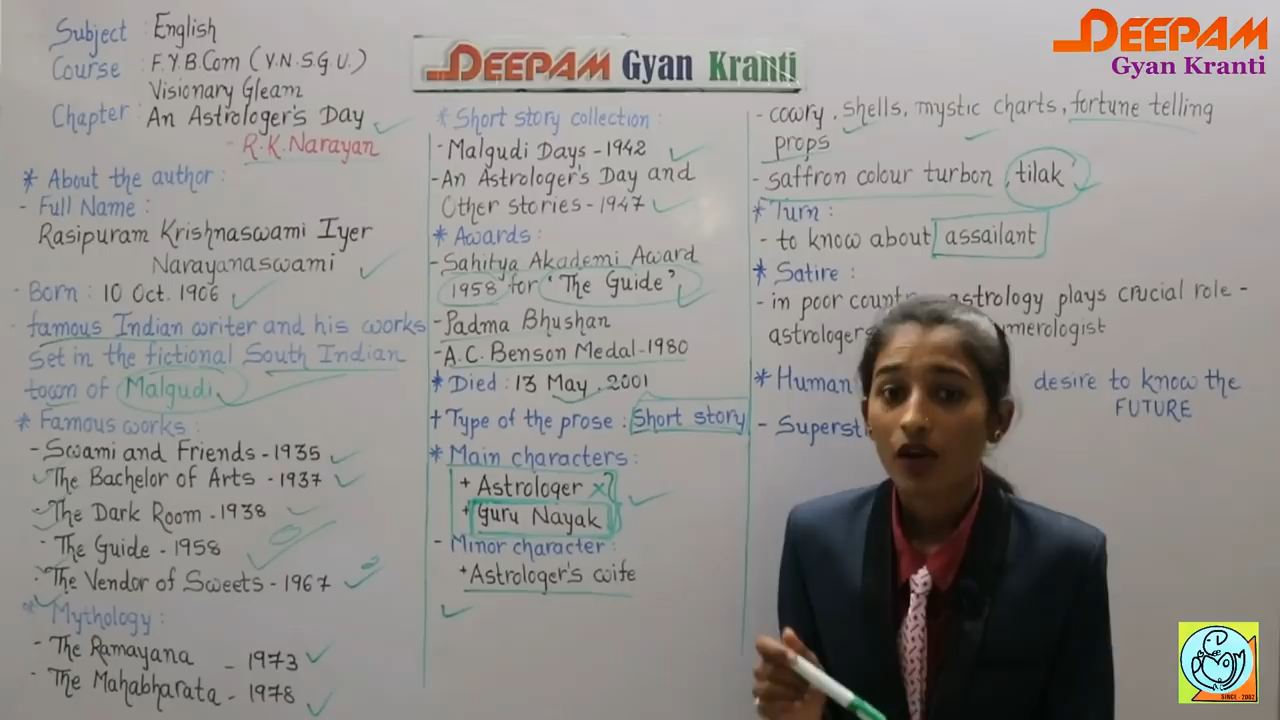 Subject : English
Course : F.Y.B.Com (V.N.S.G.U.)
Visionary Gleam
Chapter : An Astrologer's Day
- R.K.Narayan
* About the author :
- Full Name :
Rasipuram Krishnaswami Iyer
Narayanaswami
- Born : 10 Oct. 1906
- famous Indian writer and his works
set in the fictional South Indian
town of Malgudi
* Famous works :
- Swami and Friends - 1935
- The Bachelor of Arts - 1937
- The Dark Room - 1938
- The Guide - 1958
- The Vendor of Sweets - 1967
* Mythology :
- The Ramayana - 1973
- The Mahabharata - 1978
DEEPAM Gyan Kranti
* Short story collection :
- Malgudi Days - 1942
- An Astrologer's Day and
Other stories - 1947
* Awards :
- Sahitya Akademi Award
1958 for 'The Guide'
- Padma Bhushan
- A.C. Benson Medal - 1980
* Died : 13 May, 2001
+ Type of the prose : Short story
* Main characters :
+ Astrologer
+ Guru Nayak
- Minor character :
+ Astrologer's wife
DEEPAM
Gyan Kranti
- cowry, shells, mystic charts, fortune telling
props
- saffron colour turbon, tilak
* Turn :
- to know about assailant
* Satire :
- in poor astrology plays crucial role -
* Human desire to know the
FUTURE
SINCE - 2002